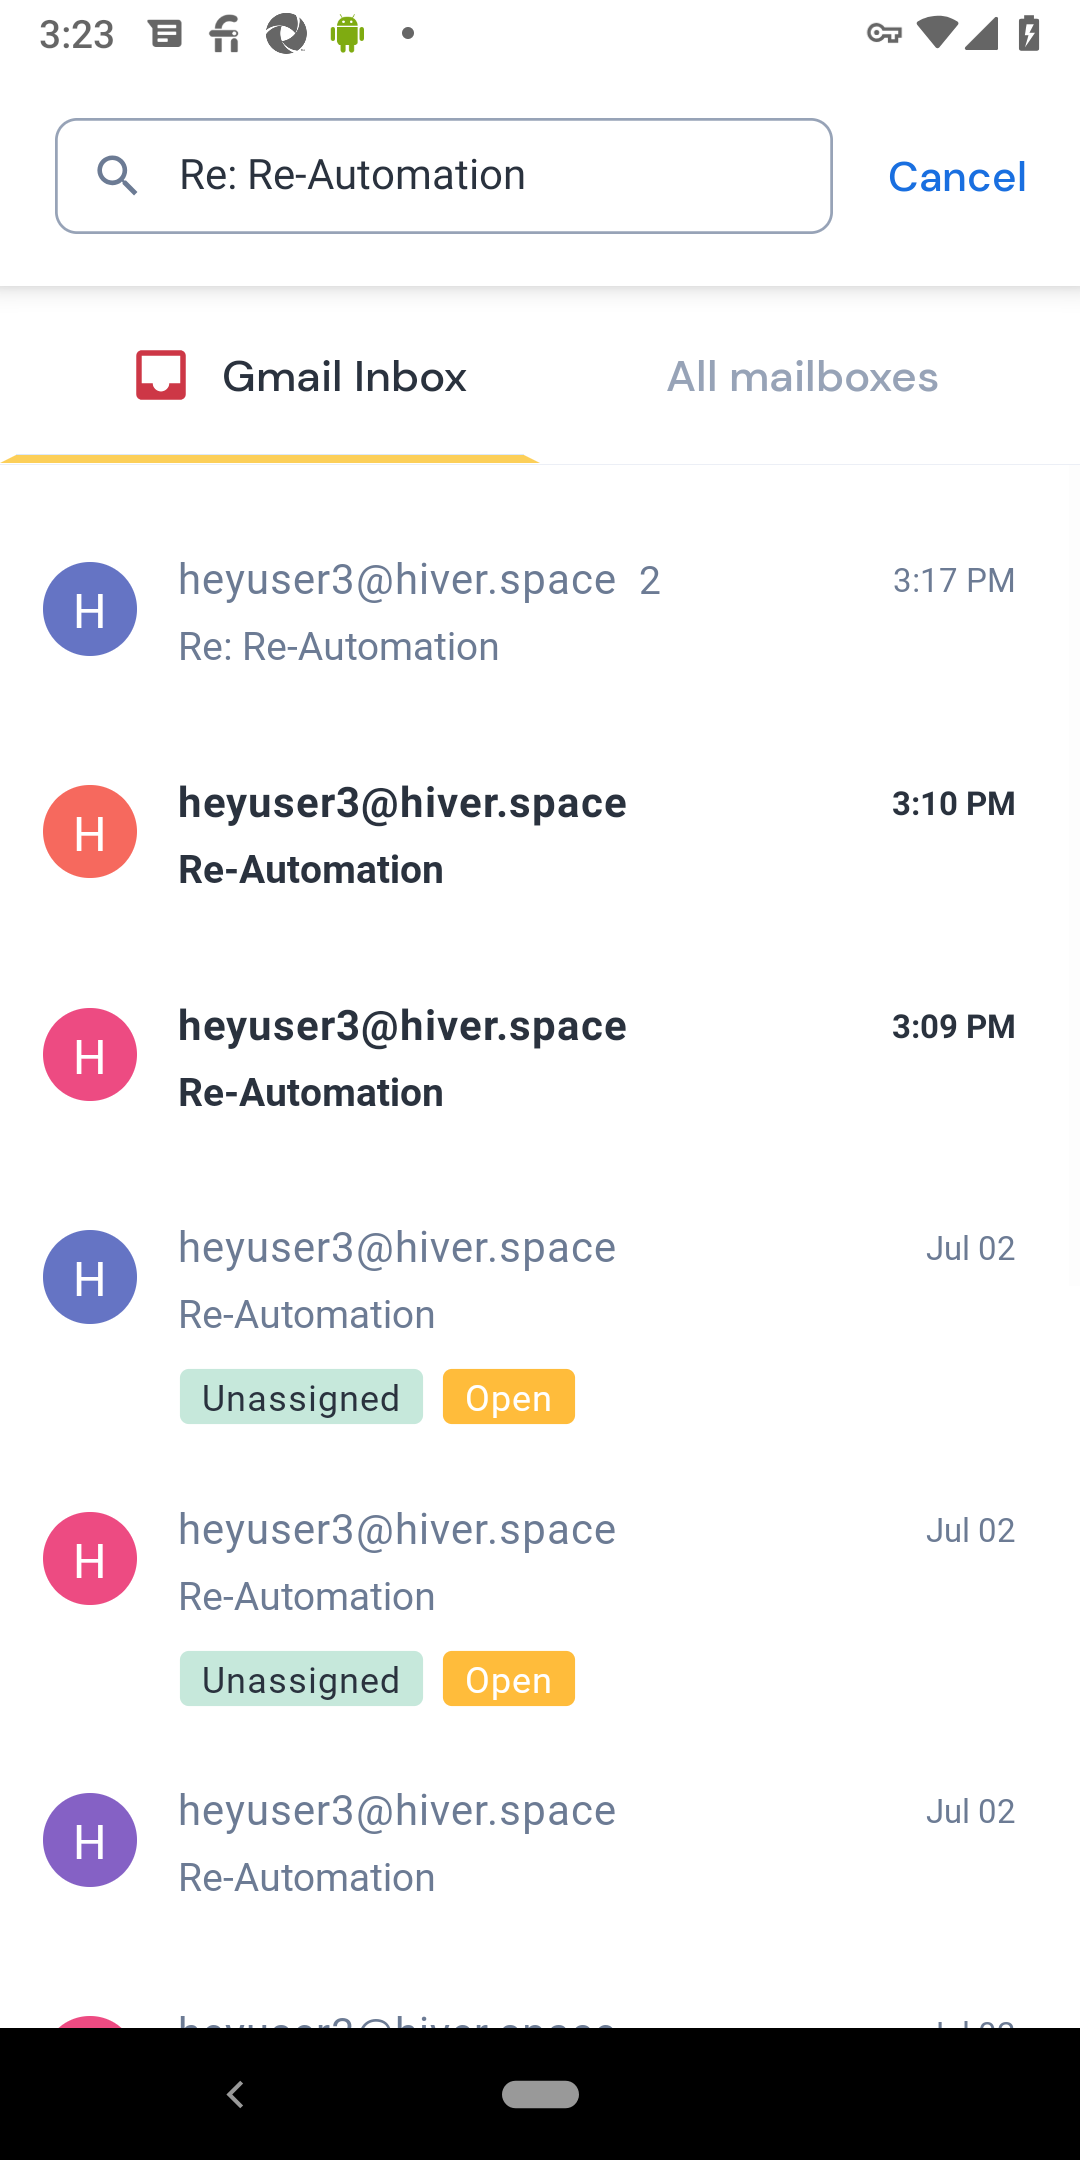 3:23
Re: Re-Automation
Cancel
Gmail Inbox
All mailboxes
H
heyuser3@hiver.space 2
3:17 PM
Re: Re-Automation
H
heyuser3@hiver.space
3:10 PM
Re-Automation
H
heyuser3@hiver.space
3:09 PM
Re-Automation
H
heyuser3@hiver.space
Jul 02
Re-Automation
Unassigned
Open
H
heyuser3@hiver.space
Jul 02
Re-Automation
Unassigned
Open
H
heyuser3@hiver.space
Jul 02
Re-Automation